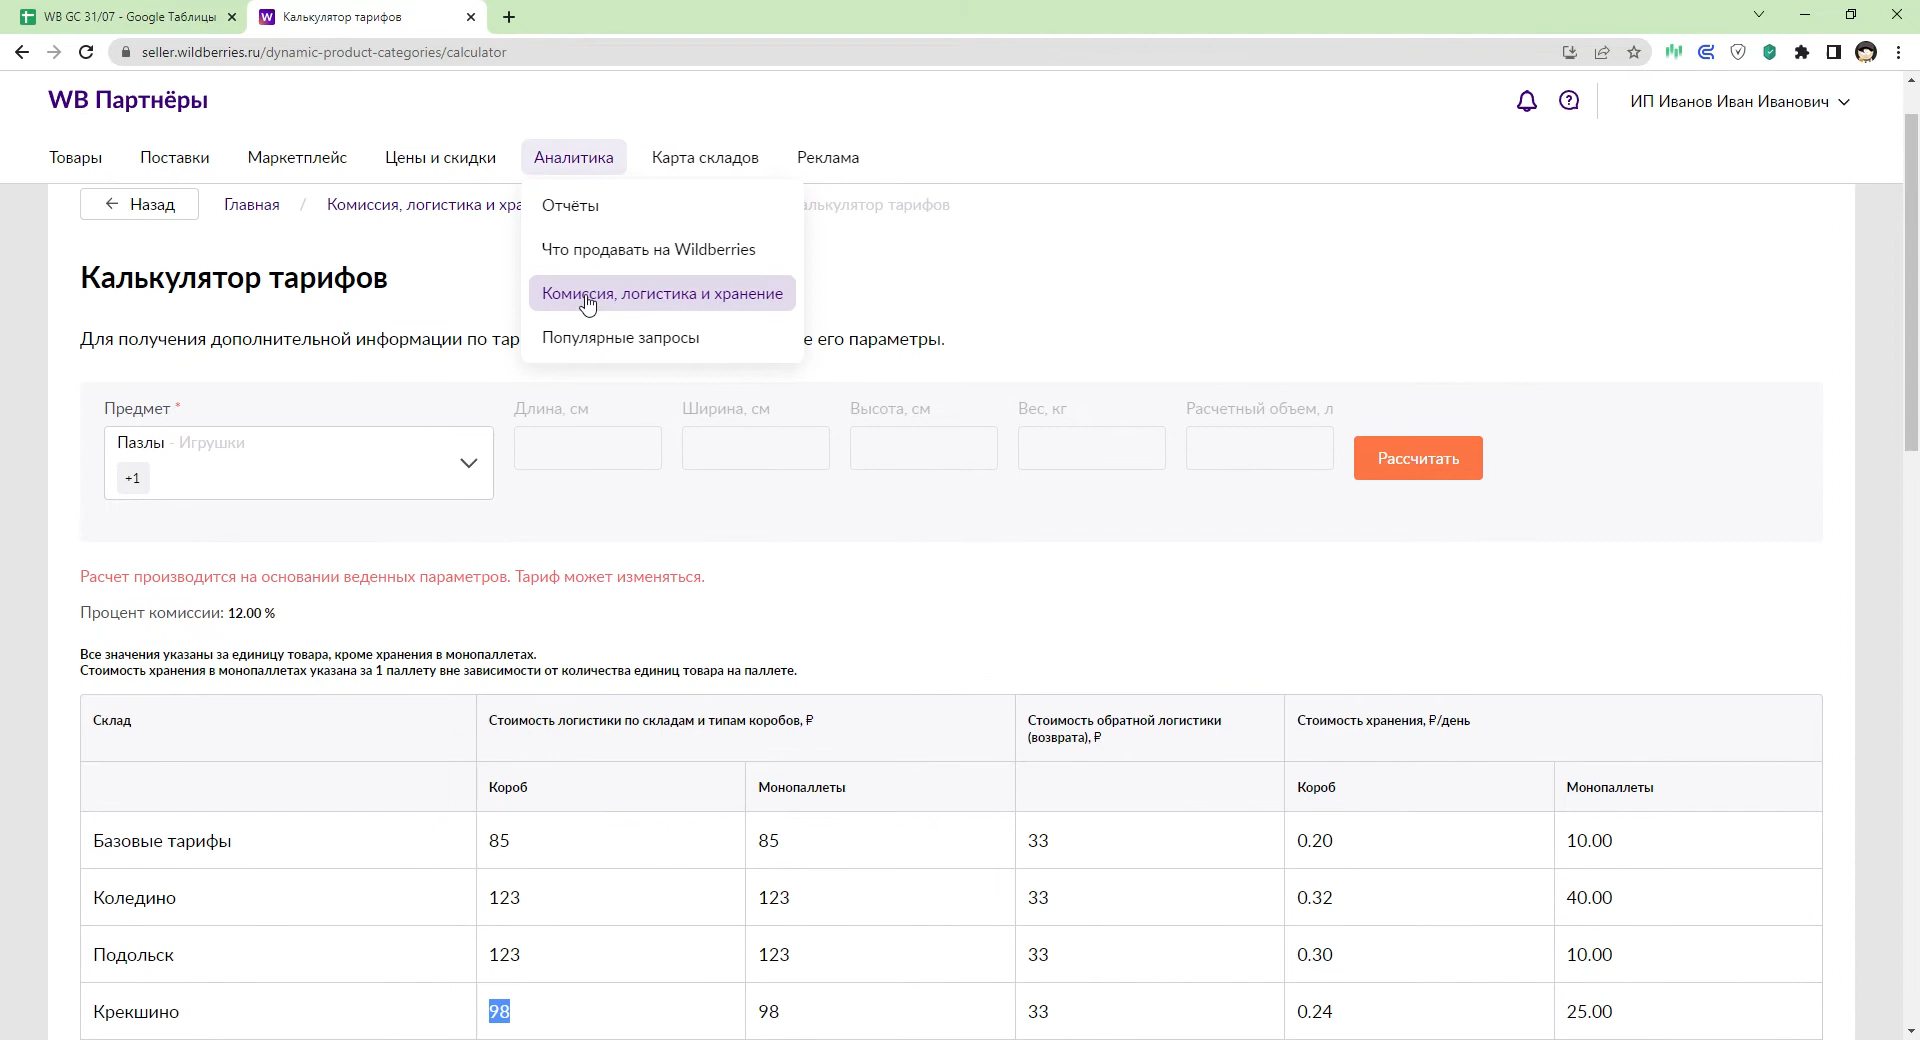 WB GC 31/07 - Google Таблицы
Калькулятор тарифов
seller.wildberries.ru/dynamic-product-categories/calculator
WB Партнёры
ИП Иванов Иван Иванович
Товары Поставки Маркетплейс Цены и скидки Аналитика Карта складов Реклама
Назад Главная / Комиссия, логистика и хра алькулятор тарифов
Отчёты
Что продавать на Wildberries
Комиссия, логистика и хранение
Популярные запросы
Калькулятор тарифов
Для получения дополнительной информации по тар е его параметры.
Предмет * Длина, см Ширина, см Высота, см Вес, кг Расчетный объем, л
Пазлы - Игрушки
+1
Рассчитать
Расчет производится на основании веденных параметров. Тариф может изменяться.
Процент комиссии: 12.00 %
Все значения указаны за единицу товара, кроме хранения в монопаллетах.
Стоимость хранения в монопаллетах указана за 1 паллету вне зависимости от количества единиц товара на паллете.
Склад Стоимость логистики по складам и типам коробов, ₽ Стоимость обратной логистики (возврата), ₽ Стоимость хранения, ₽/день
Короб Монопаллеты Короб Монопаллеты
Базовые тарифы 85 85 33 0.20 10.00
Коледино 123 123 33 0.32 40.00
Подольск 123 123 33 0.30 10.00
Крекшино 98 98 33 0.24 25.00